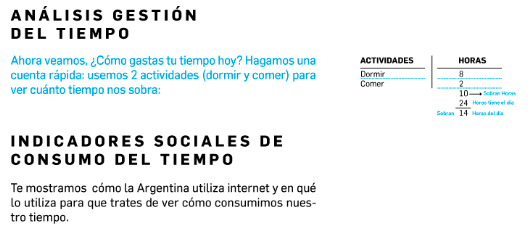 ANÁLISIS GESTIÓN
DEL TIEMPO
Ahora veamos, ¿Cómo gastas tu tiempo hoy? Hagamos una
cuenta rápida: usemos 2 actividades (dormir y comer) para
ver cuánto tiempo nos sobra:
ACTIVIDADES HORAS
Dormir 8
Comer 2
10 Sobran Horas
24 Horas tiene el día
Sobran 14 Horas del día
INDICADORES SOCIALES DE
CONSUMO DEL TIEMPO
Te mostramos cómo la Argentina utiliza internet y en qué
lo utiliza para que trates de ver cómo consumimos nues-
tro tiempo.